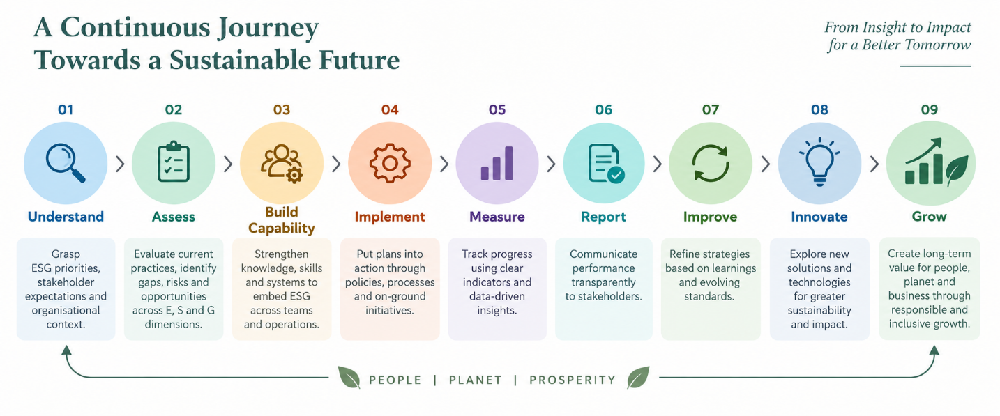 A Continuous Journey
Towards a Sustainable Future
From Insight to Impact
for a Better Tomorrow
01
Understand
Grasp
ESG priorities,
stakeholder
expectations and
organisational
context.
02
Assess
Evaluate current
practices, identify
gaps, risks and
opportunities
across E, S and G
dimensions.
03
Build
Capability
Strengthen
knowledge, skills
and systems to
embed ESG
across teams
and operations.
04
Implement
Put plans into
action through
policies, processes
and on-ground
initiatives.
05
Measure
Track progress
using clear
indicators and
data-driven
insights.
06
Report
Communicate
performance
transparently
to stakeholders.
07
Improve
Refine strategies
based on learnings
and evolving
standards.
08
Innovate
Explore new
solutions and
technologies
for greater
sustainability
and impact.
09
Grow
Create long-term
value for people,
planet and
business through
responsible and
inclusive growth.
PEOPLE | PLANET | PROSPERITY